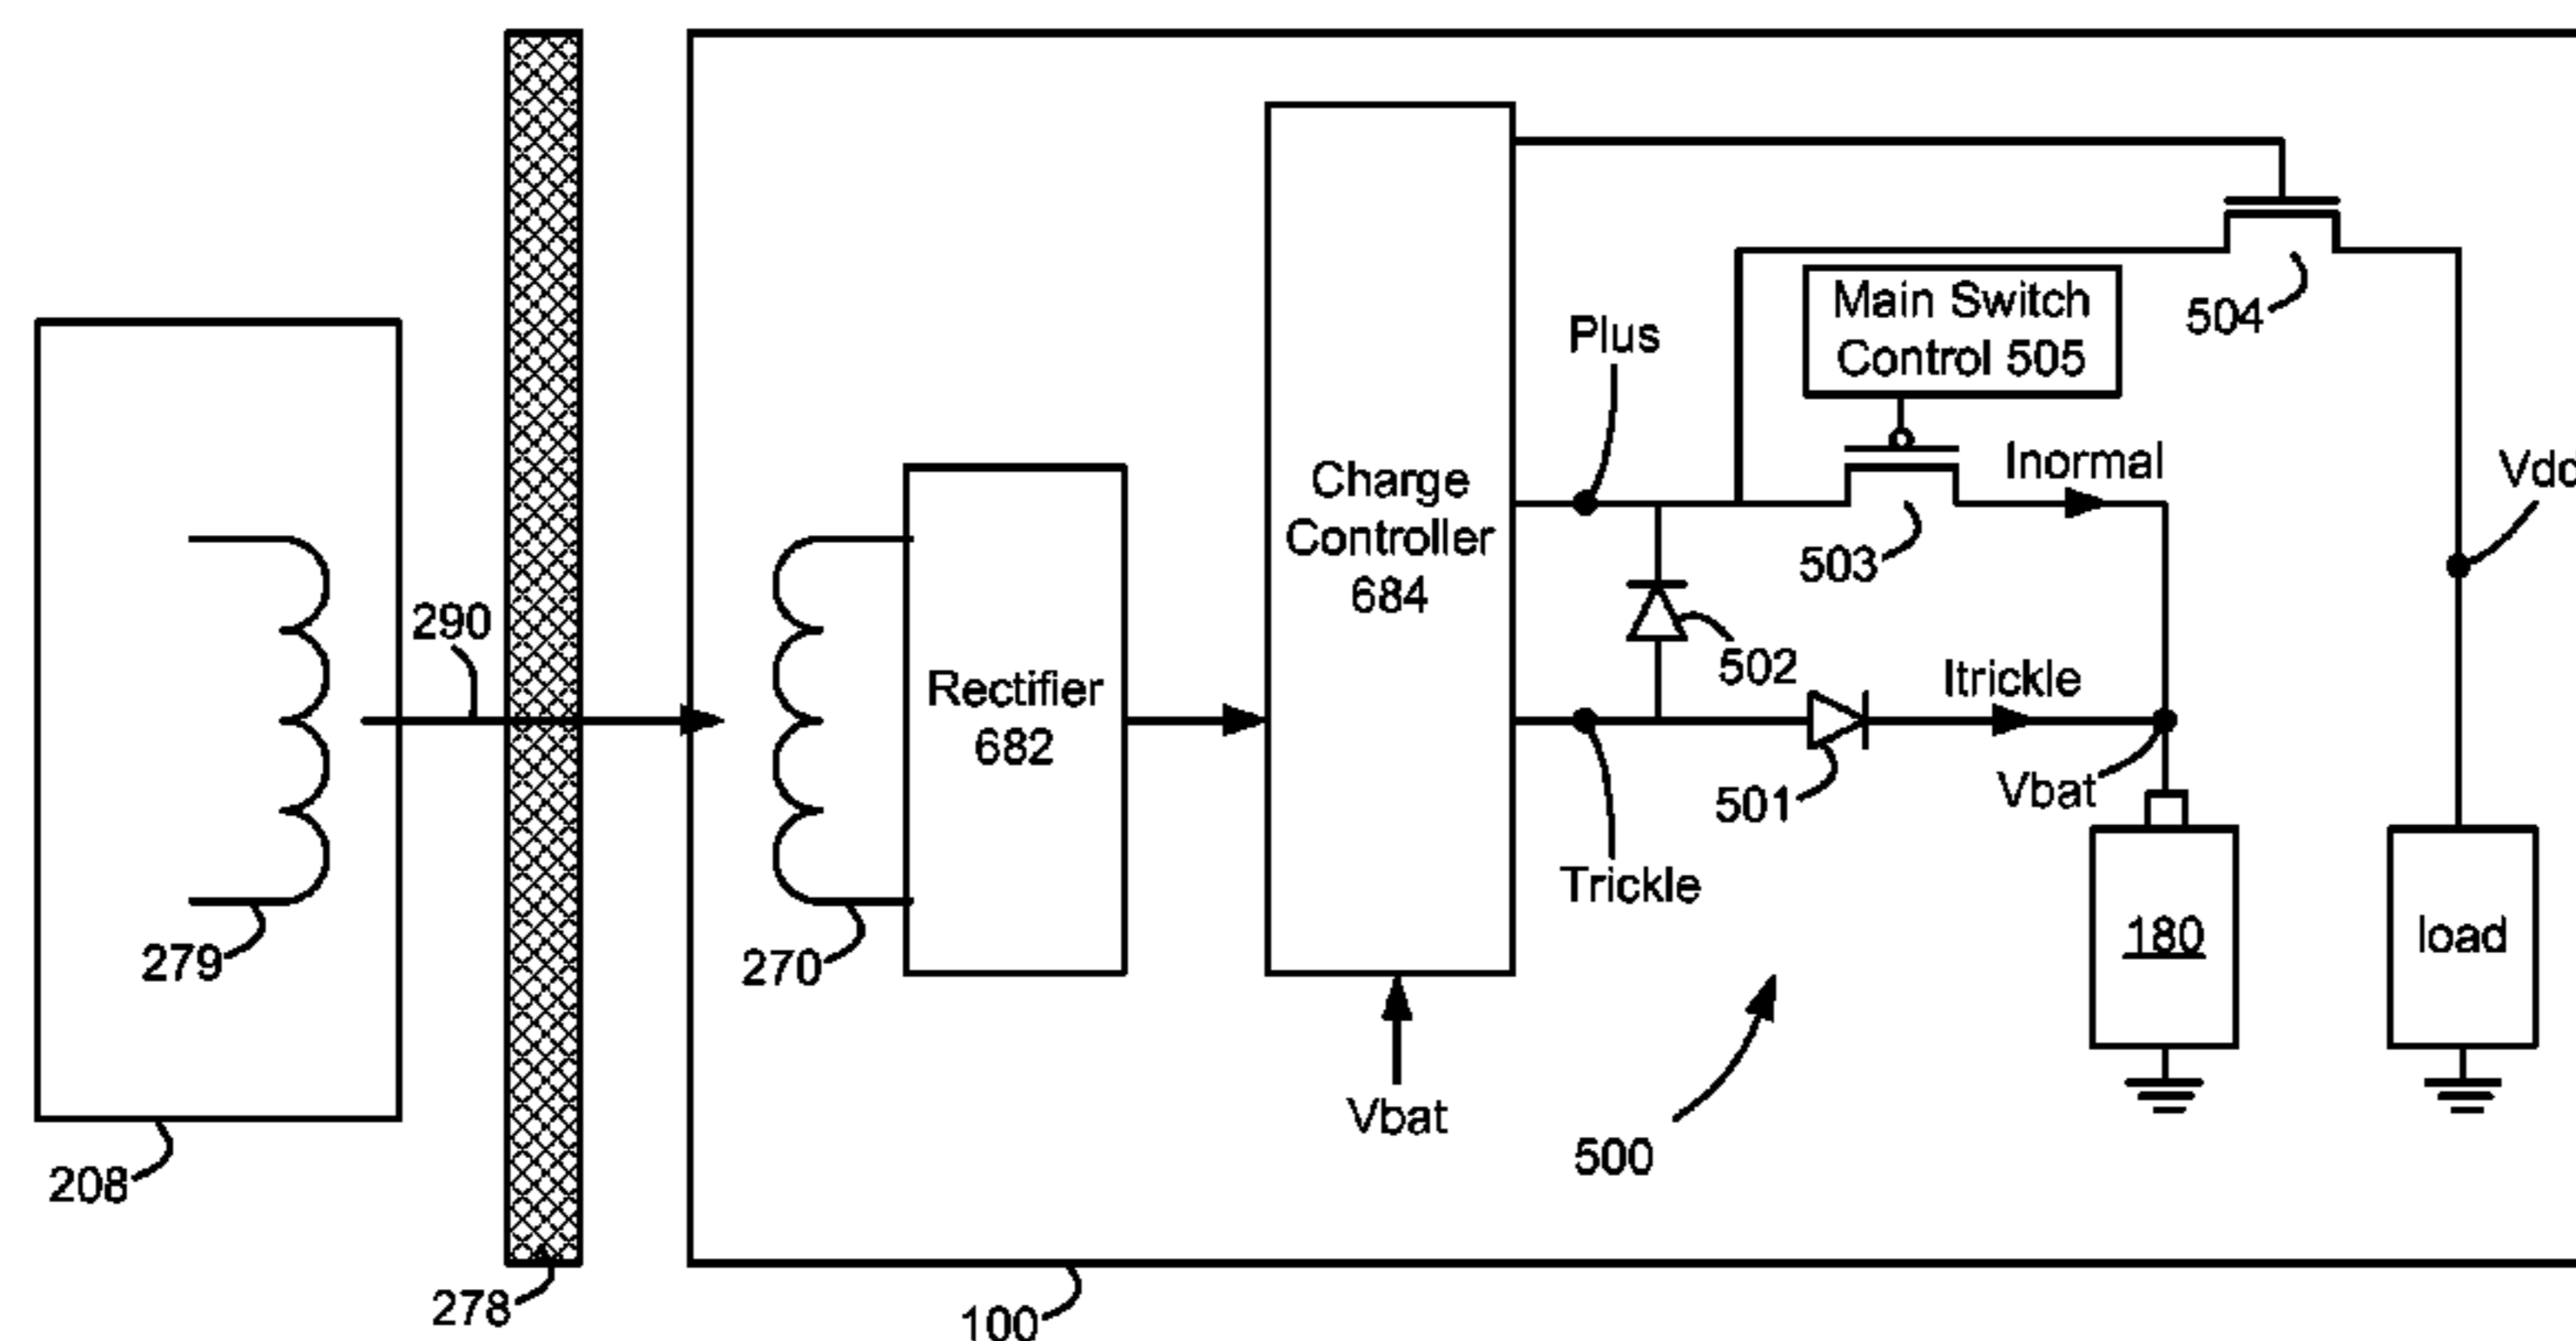 Main Switch
Control 505
504
Plus
Inormal
Vdd
Charge
Controller
684
503
290
502
Itrickle
Rectifier
682
501
Vbat
Trickle
279
270
180
load
Vbat
500
208
278
100